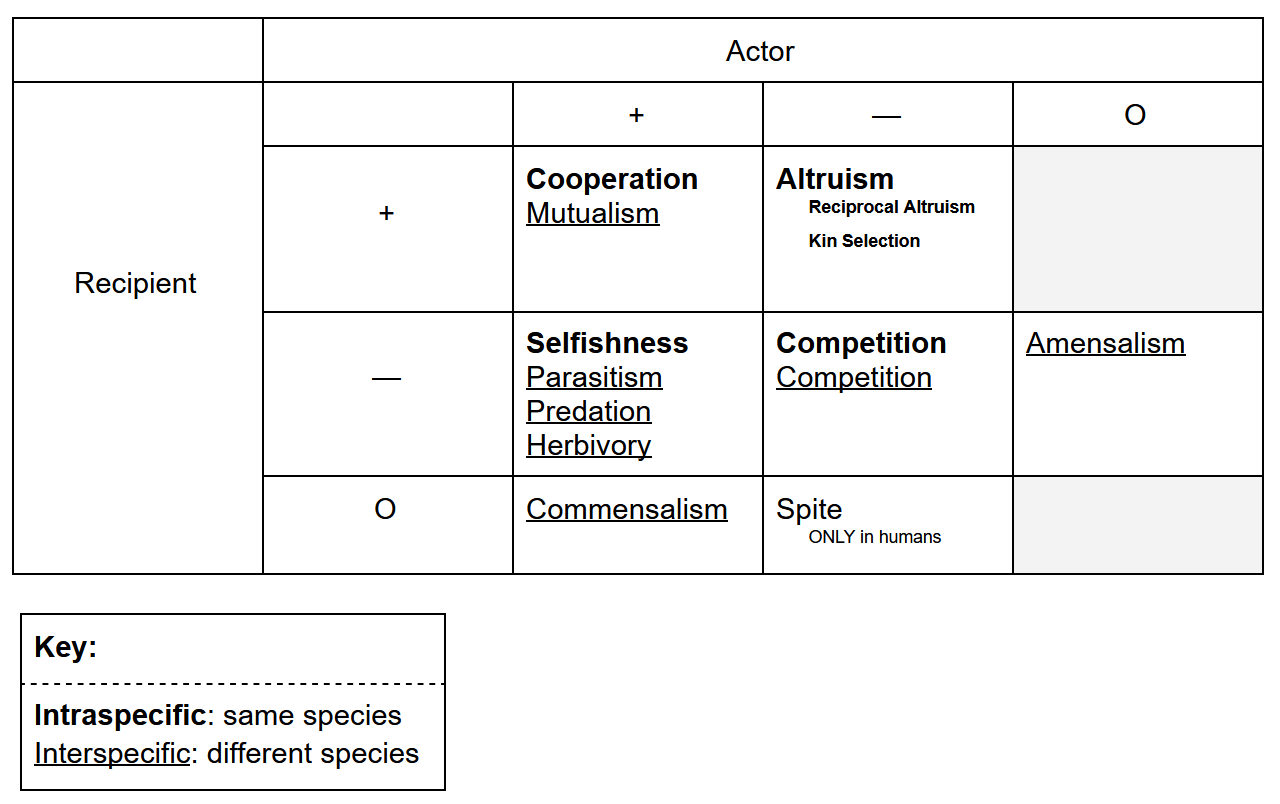 Actor
+ — O
Recipient
+
Cooperation
Mutualism
Altruism
Reciprocal Altruism
Kin Selection
—
Selfishness
Parasitism
Predation
Herbivory
Competition
Competition
Amensalism
O
Commensalism
Spite
ONLY in humans
Key:
Intraspecific: same species
Interspecific: different species